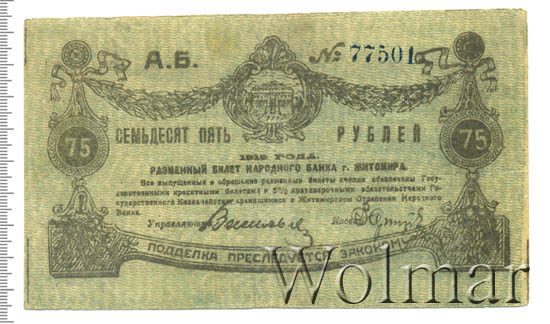 А.Б.
№ 77501
75
СЕМЬДЕСЯТ ПЯТЬ РУБЛЕЙ
75
1919 ГОДА.
РАЗМЕННЫЙ БИЛЕТ НАРОДНОГО БАНКА г. ЖИТОМИРА.
Все выпущенные в обращение разменные билеты банка обеспечены Госу-
дарственными кредитными билетами и 5% краткосрочными обязательствами Го-
сударственного Казначейства хранящимися в Житомирском Отделении Народного
Банка.
Управляющий
Кассир
ПОДДЕЛКА ПРЕСЛЕДУЕТСЯ ЗАКОНОМ
Wolmar